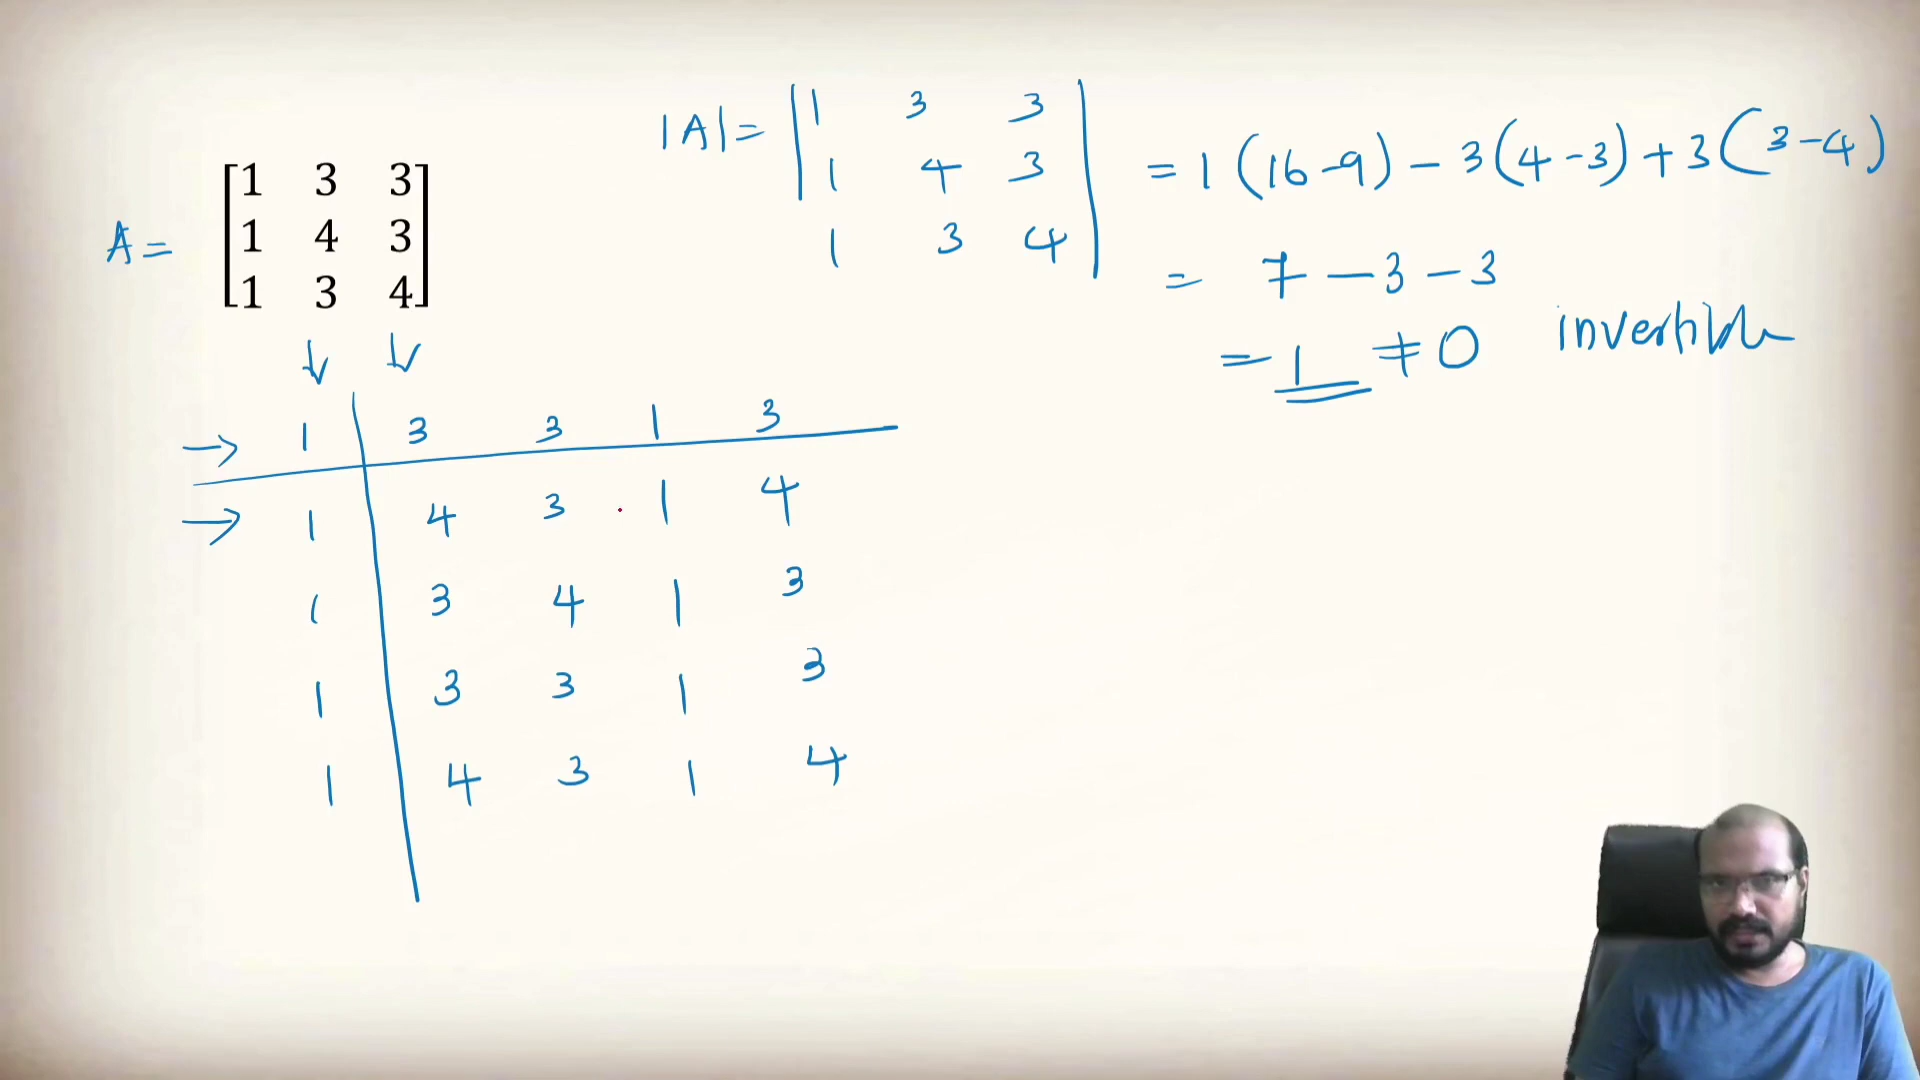 |A| = | 1 3 3 |
| 1 4 3 |
| 1 3 4 |
= 1 (16-9) - 3(4-3) + 3(3-4)
= 7 - 3 - 3
= 1 ≠ 0 invertible
A = [1 3 3]
[1 4 3]
[1 3 4]
↓ ↓
→ 1 | 3 3 1 3
→ 1 | 4 3 1 4
1 | 3 4 1 3
1 | 3 3 1 3
1 | 4 3 1 4